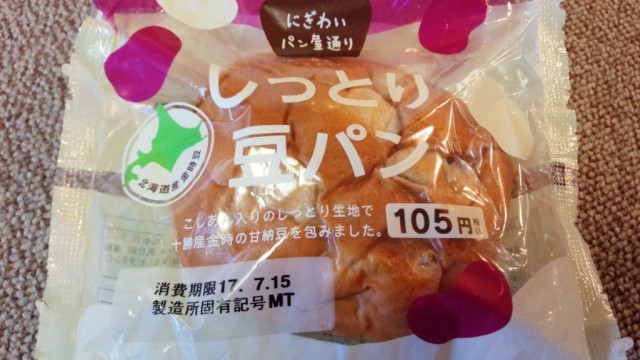 にぎわい
パン屋通り
しっとり
豆パン
北海道産金時豆
こしあん入りのしっとり生地で
十勝産金時の甘納豆を包みました。
105円税込
消費期限17. 7.15
製造所固有記号MT